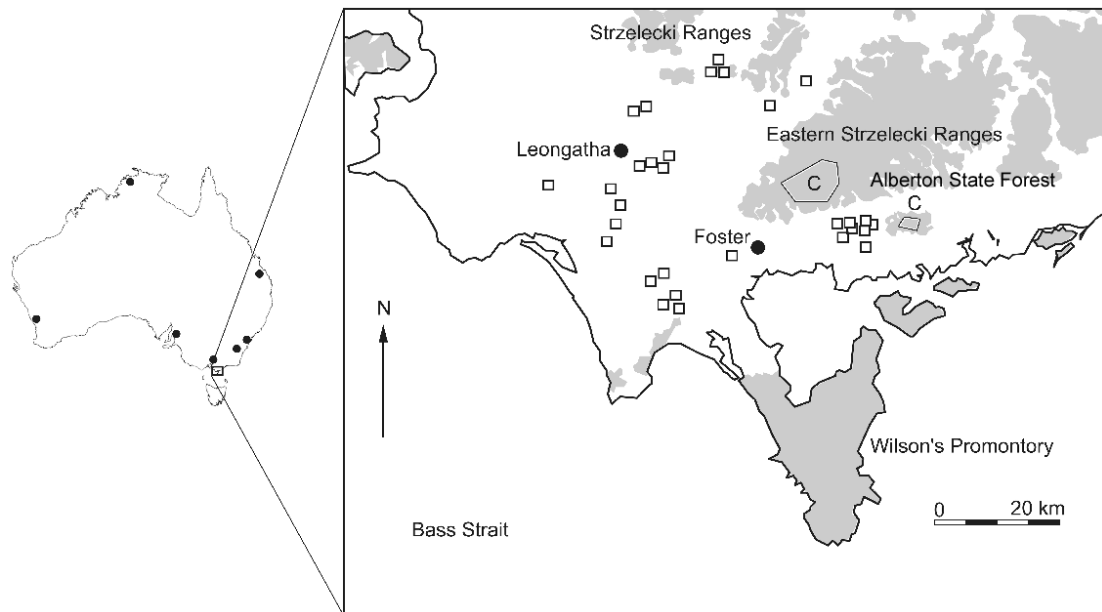 Strzelecki Ranges
Eastern Strzelecki Ranges
Leongatha
C
Alberton State Forest
C
Foster
N
Wilson's Promontory
0 20 km
Bass Strait